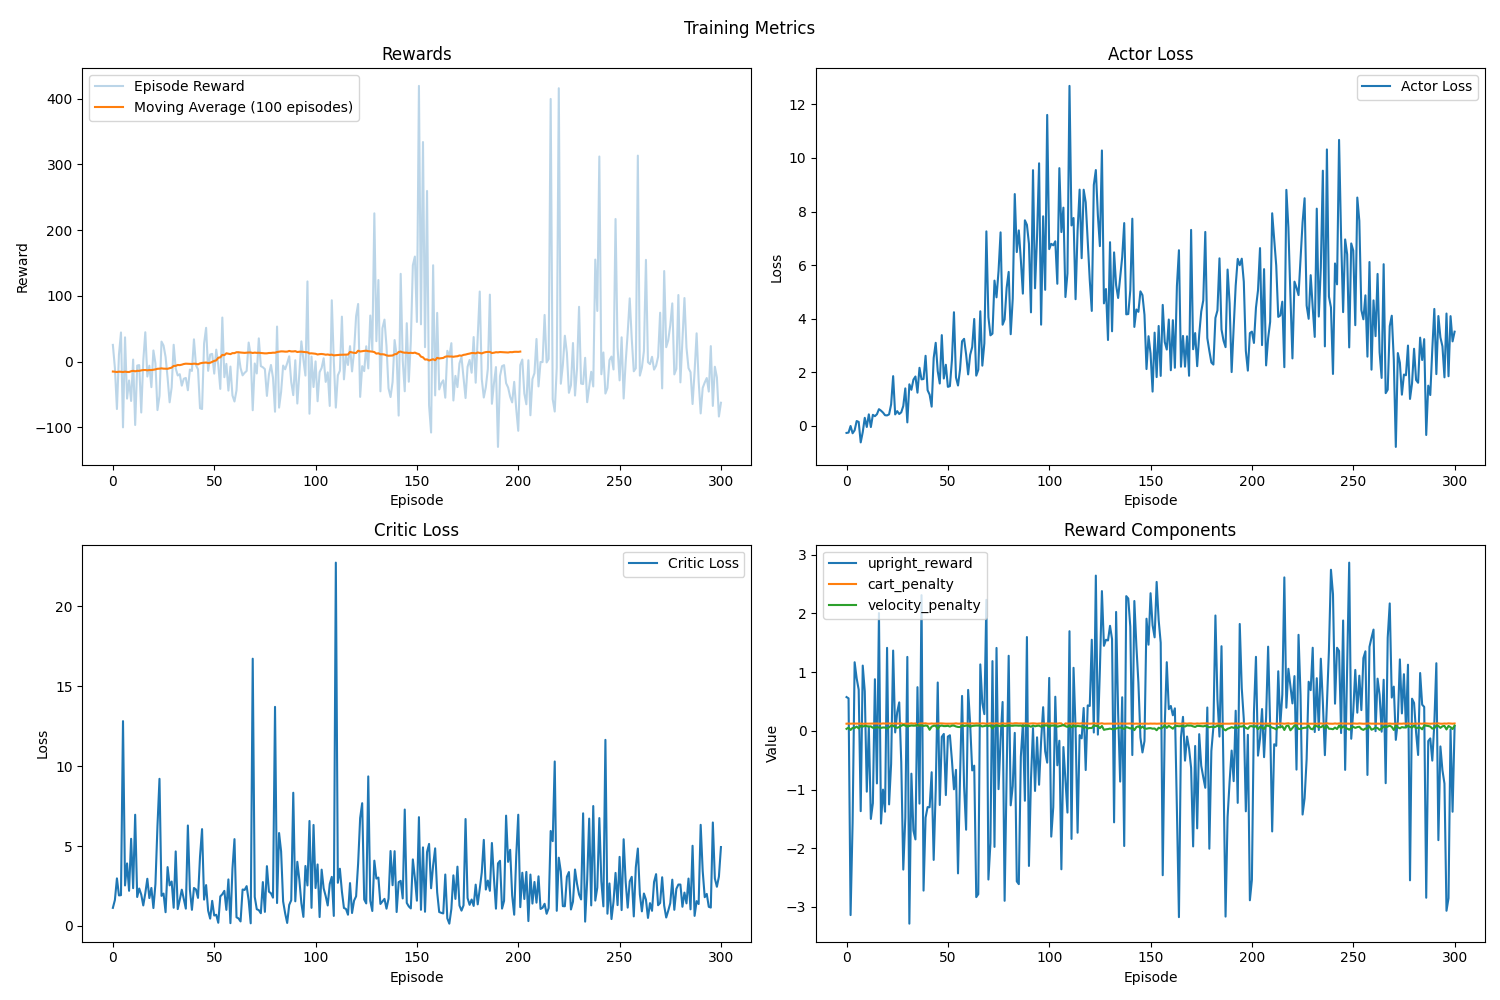 Training Metrics
Rewards
Episode Reward
Moving Average (100 episodes)
400
300
200
100
0
−100
Reward
0
50
100
150
200
250
300
Episode
Actor Loss
Actor Loss
12
10
8
6
4
2
0
Loss
0
50
100
150
200
250
300
Episode
Critic Loss
Critic Loss
20
15
10
5
0
Loss
0
50
100
150
200
250
300
Episode
Reward Components
upright_reward
cart_penalty
velocity_penalty
3
2
1
0
−1
−2
−3
Value
0
50
100
150
200
250
300
Episode